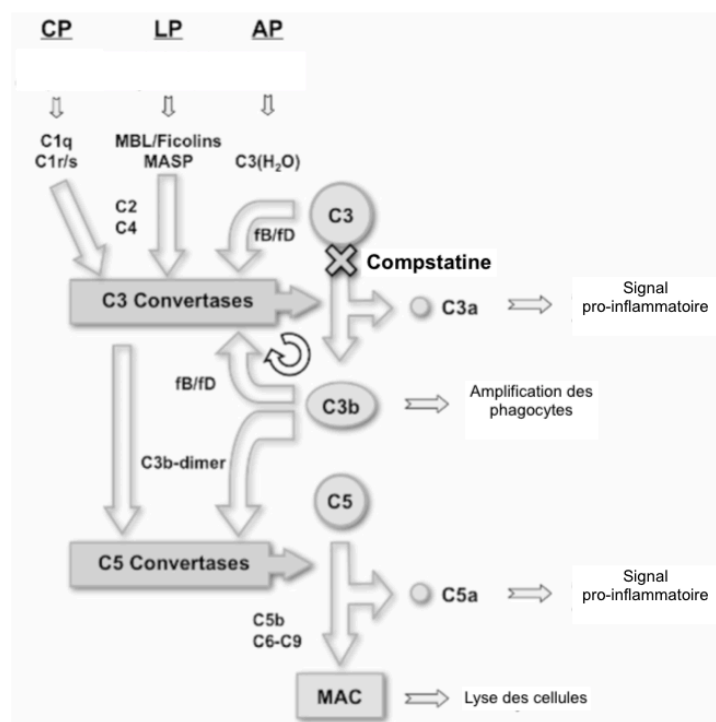 CP LP AP
C1q
C1r/s
MBL/Ficolins
MASP
C3(H₂O)
C2
C4
fB/fD
C3
Compstatine
C3 Convertases
C3a
Signal
pro-inflammatoire
fB/fD
C3b
Amplification des
phagocytes
C3b-dimer
C5
C5 Convertases
C5a
Signal
pro-inflammatoire
C5b
C6-C9
MAC
Lyse des cellules